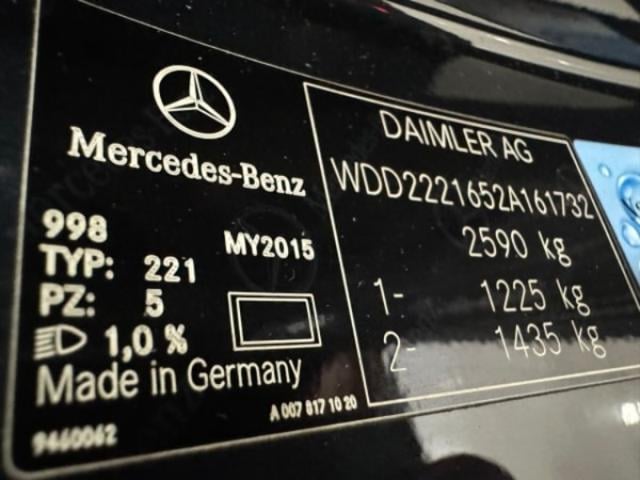 Mercedes-Benz
998
MY2015
TYP: 221
PZ: 5
1,0 %
Made in Germany
A 007 817 10 20
9460062
DAIMLER AG
WDD2221652A161732
2590 kg
1- 1225 kg
2- 1435 kg